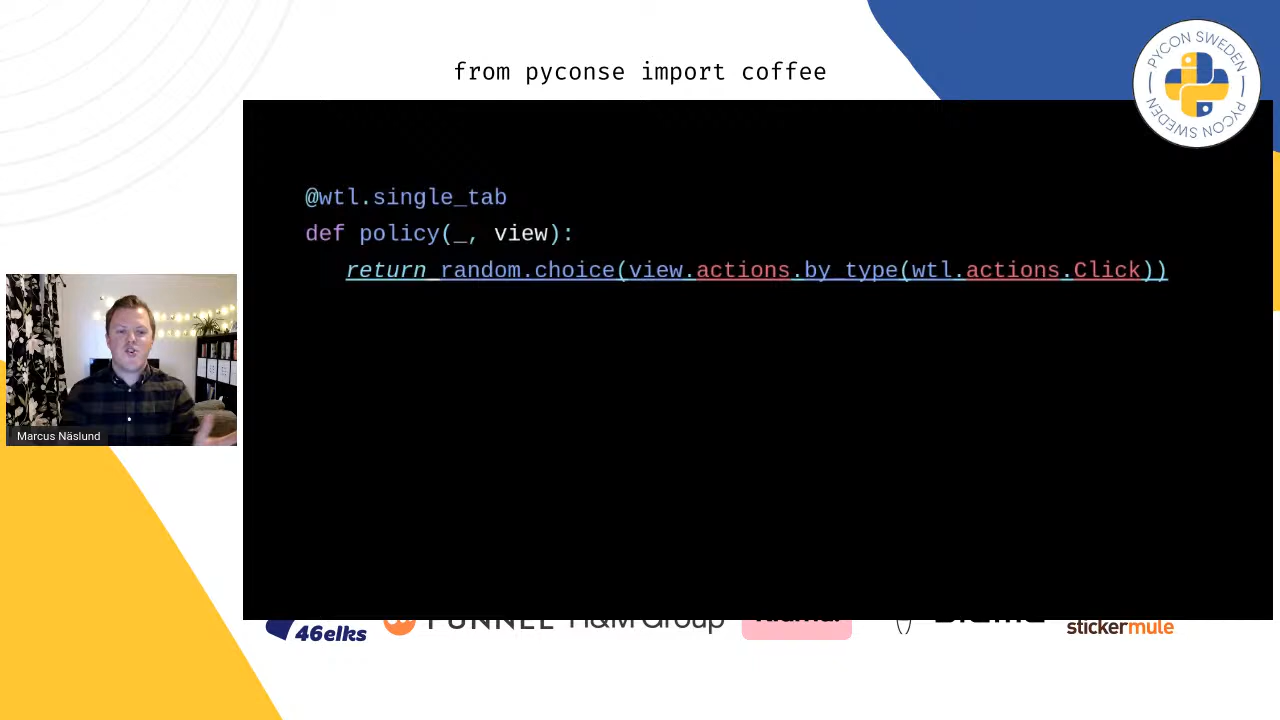 from pyconse import coffee
PYCON SWEDEN
PYCON SWEDEN
@wtl.single_tab
def policy(_, view):
return random.choice(view.actions.by_type(wtl.actions.Click))
Marcus Näslund
46elks
FUNNEL
H&M Group
Klarna.
stickermule